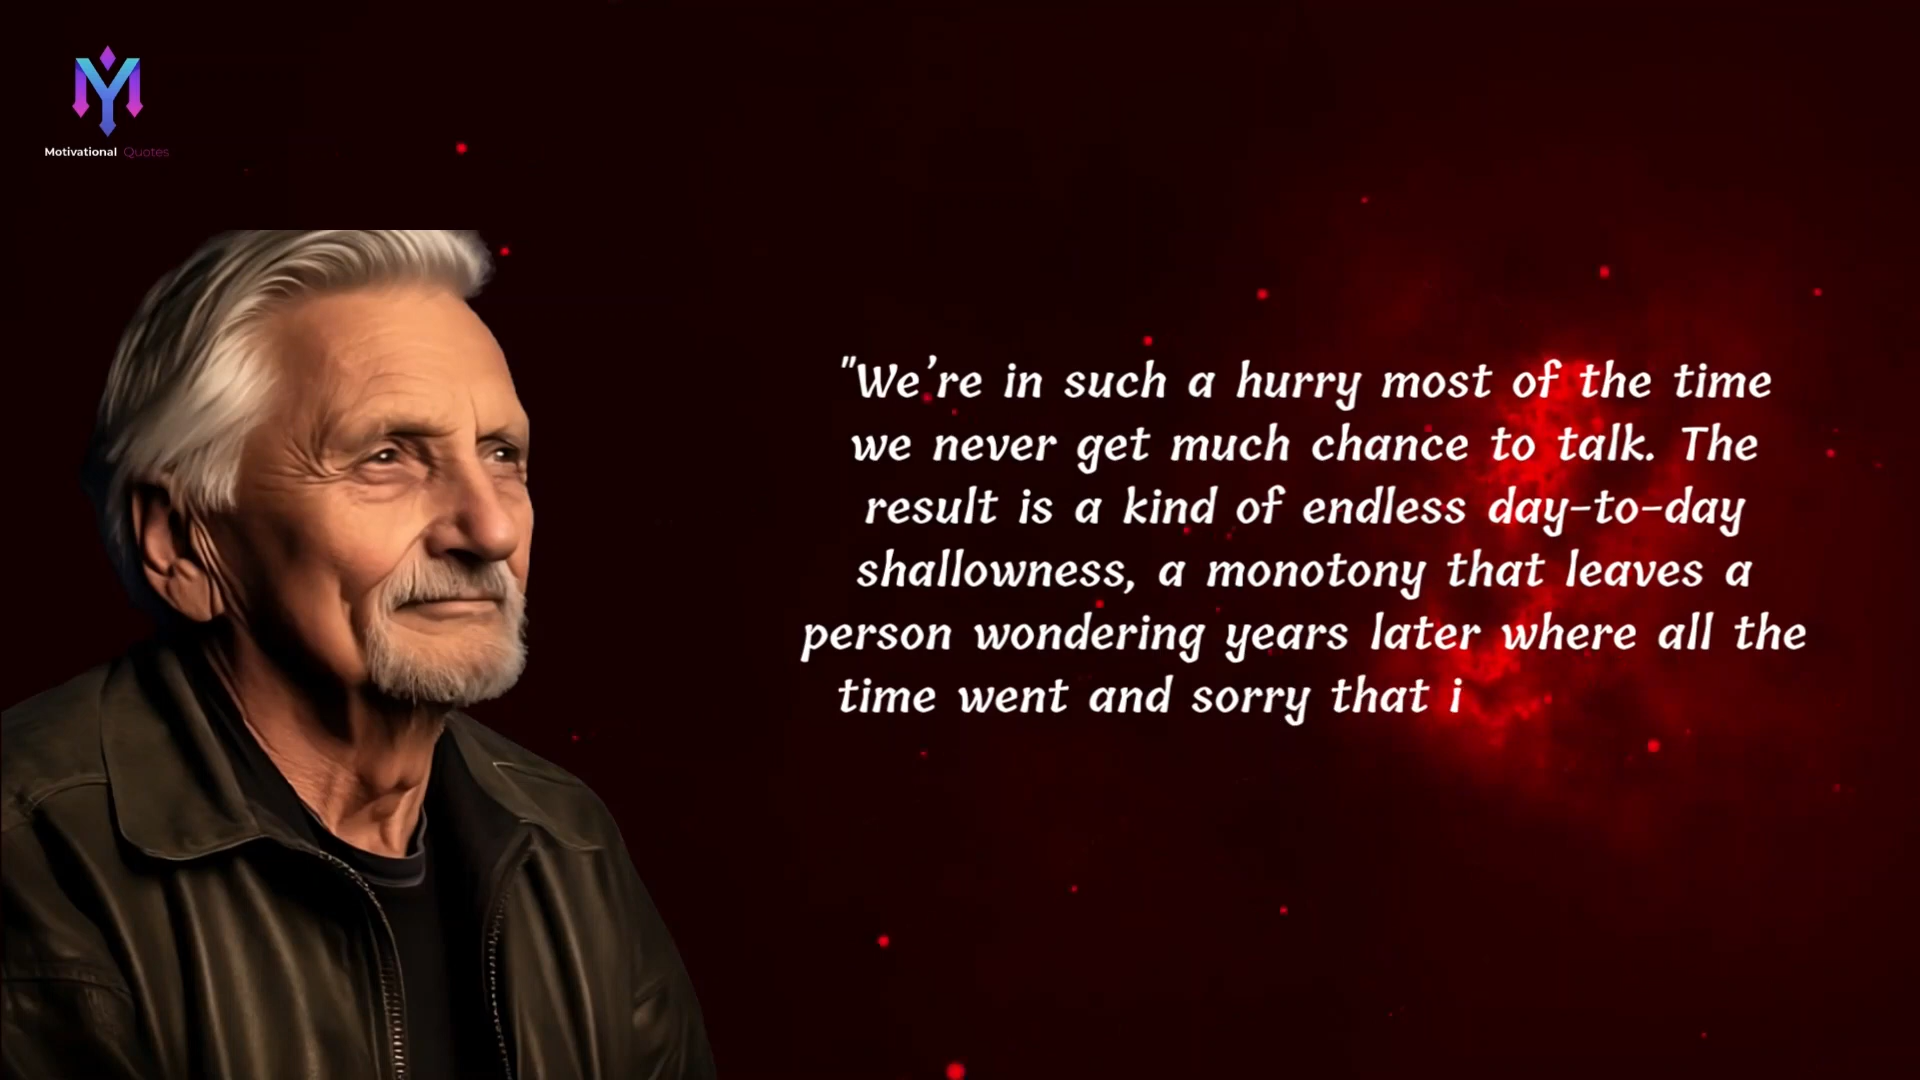 Motivational Quotes
"We're in such a hurry most of the time
we never get much chance to talk. The
result is a kind of endless day-to-day
shallowness, a monotony that leaves a
person wondering years later where all the
time went and sorry that i